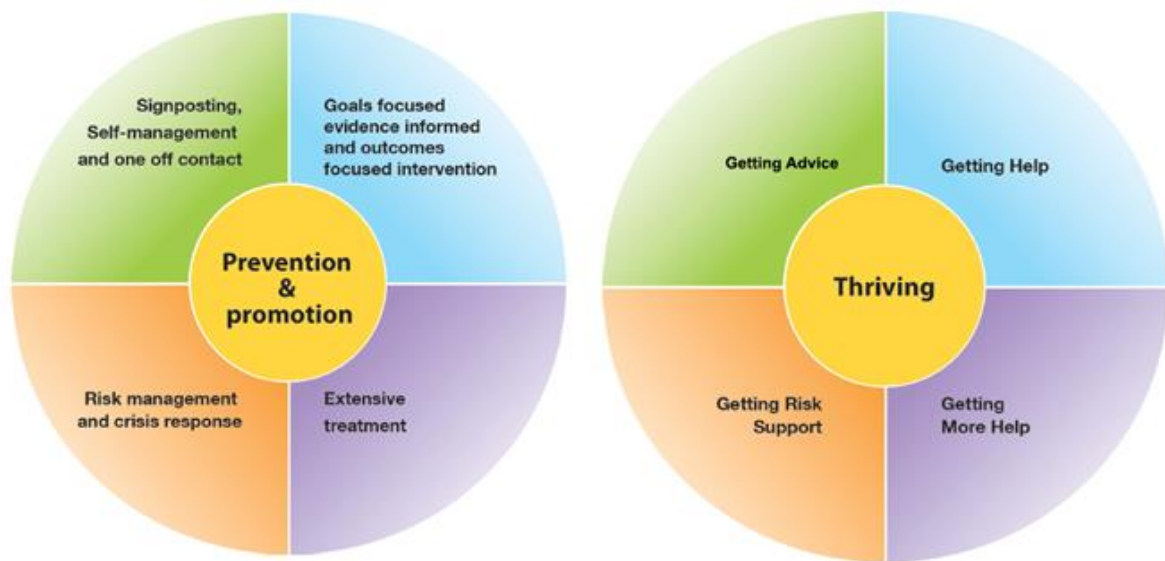 Signposting,
Self-management
and one off contact
Goals focused
evidence informed
and outcomes
focused intervention
Prevention
&
promotion
Risk management
and crisis response
Extensive
treatment
Getting Advice
Getting Help
Thriving
Getting Risk
Support
Getting
More Help